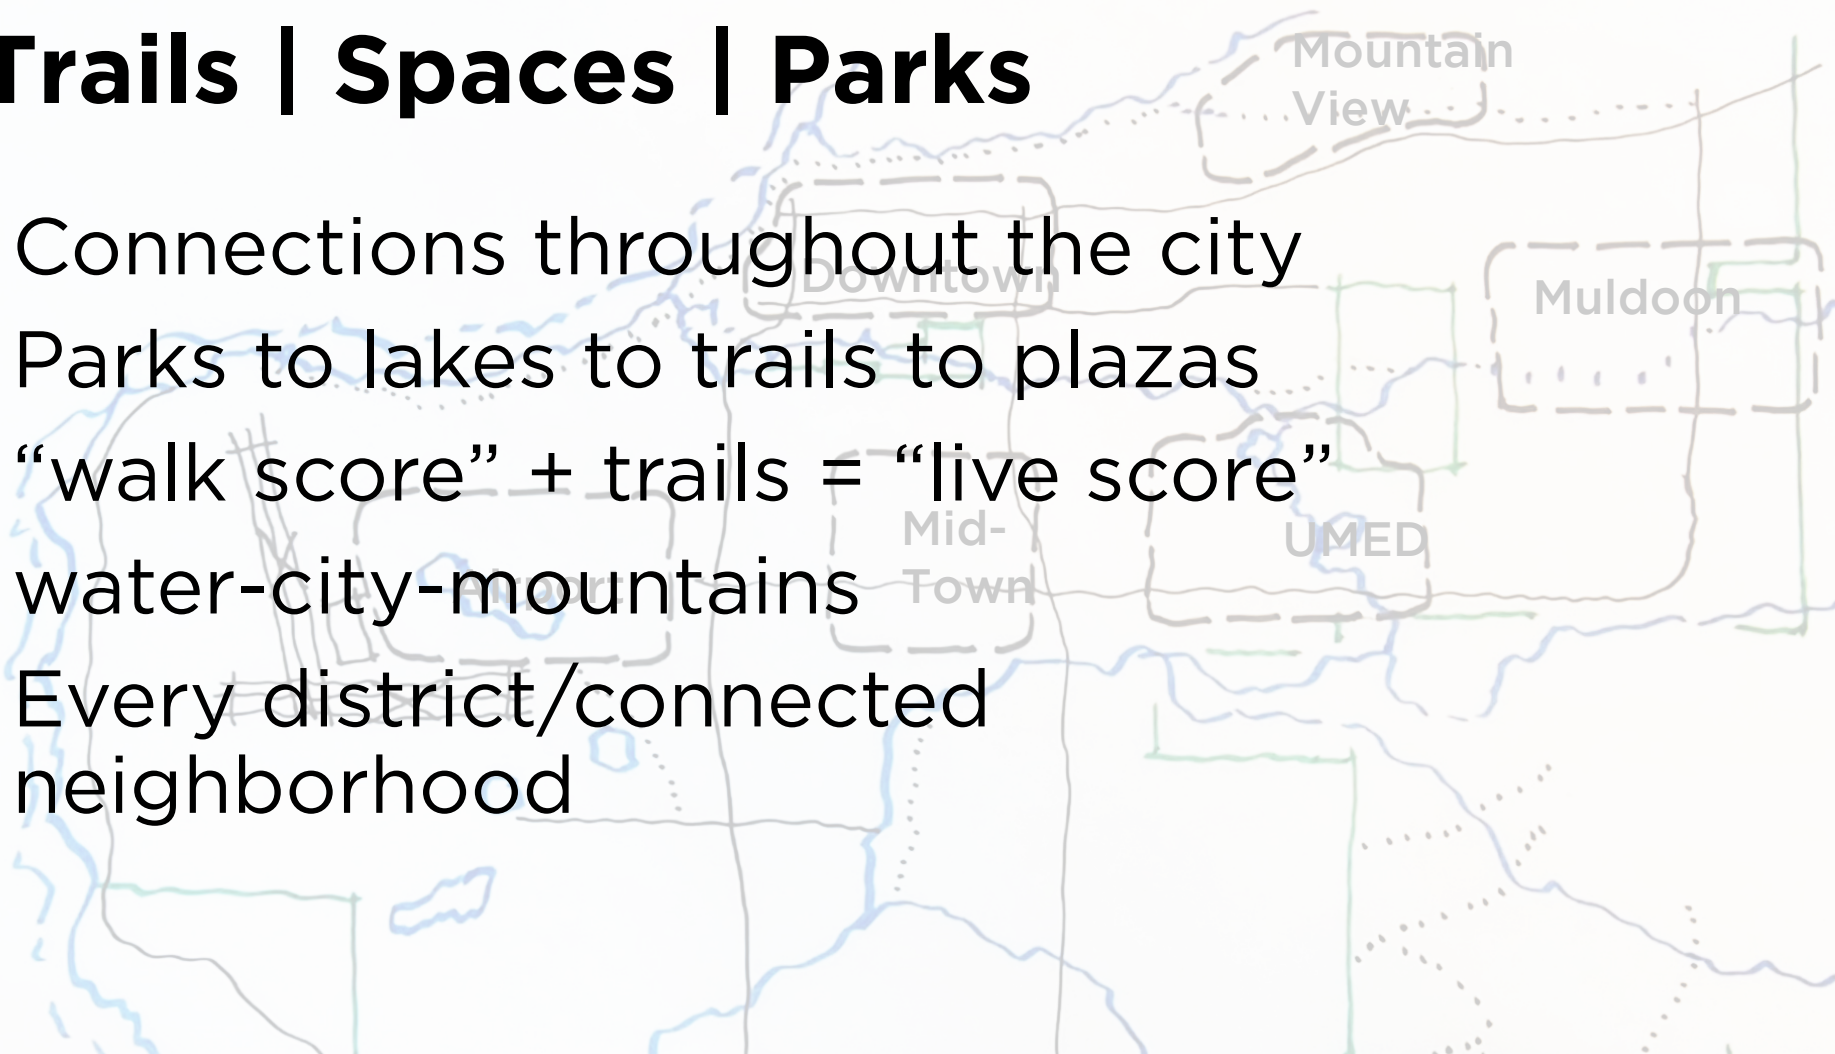 Trails | Spaces | Parks
Mountain
View
Connections throughout the city
Downtown
Muldoon
Parks to lakes to trails to plazas
“walk score” + trails = “live score”
Mid-
Town
UMED
water-city-mountains
Airport
Every district/connected
neighborhood